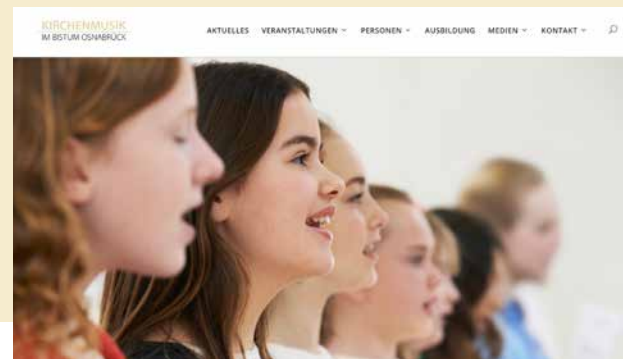 KIRCHENMUSIK
IM BISTUM OSNABRÜCK
AKTUELLES VERANSTALTUNGEN PERSONEN AUSBILDUNG MEDIEN KONTAKT